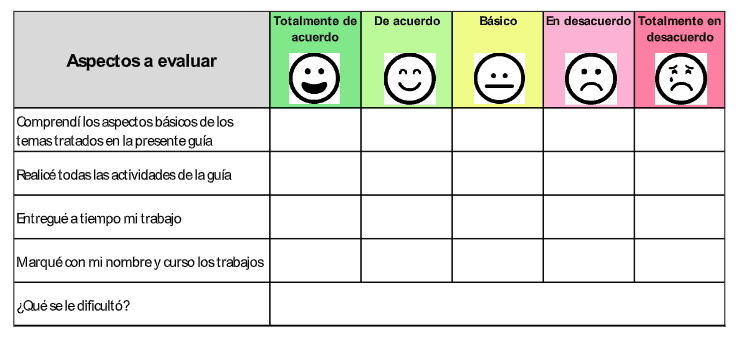 Aspectos a evaluar
Totalmente de
acuerdo
De acuerdo
Básico
En desacuerdo
Totalmente en
desacuerdo
Comprendí los aspectos básicos de los
temas tratados en la presente guía
Realicé todas las actividades de la guía
Entregué a tiempo mi trabajo
Marqué con mi nombre y curso los trabajos
¿Qué se le dificultó?